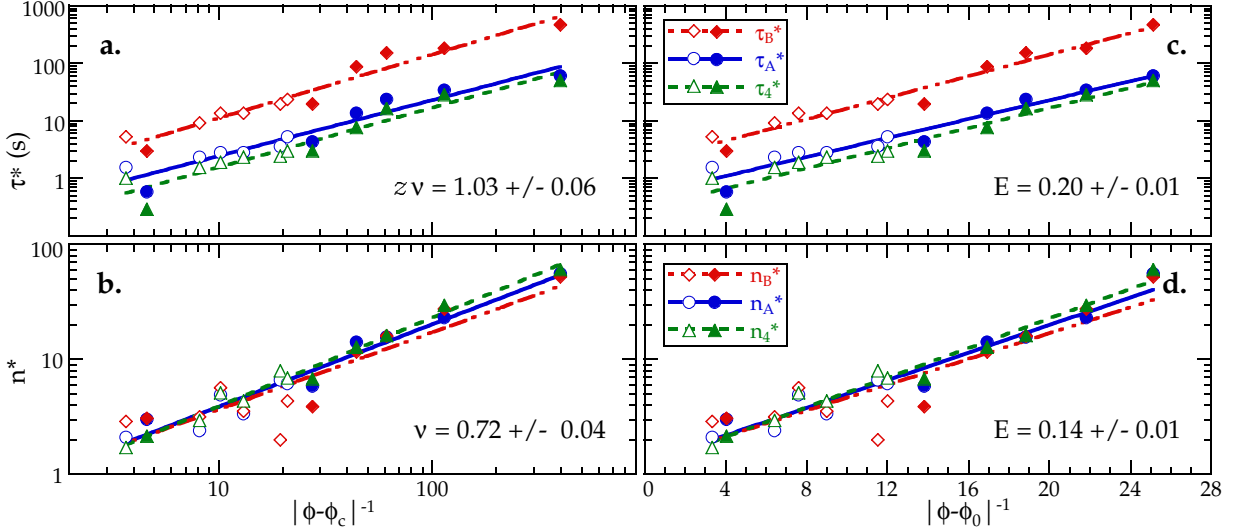 1000
100
10
1
τ* (s)
a.
zν = 1.03 +/- 0.06
τB*
τA*
τ4*
c.
E = 0.20 +/- 0.01
100
10
1
n*
b.
ν = 0.72 +/- 0.04
nB*
nA*
n4*
d.
E = 0.14 +/- 0.01
10 100
0 4 8 12 16 20 24 28
|ϕ-ϕc|-1
|ϕ-ϕ0|-1